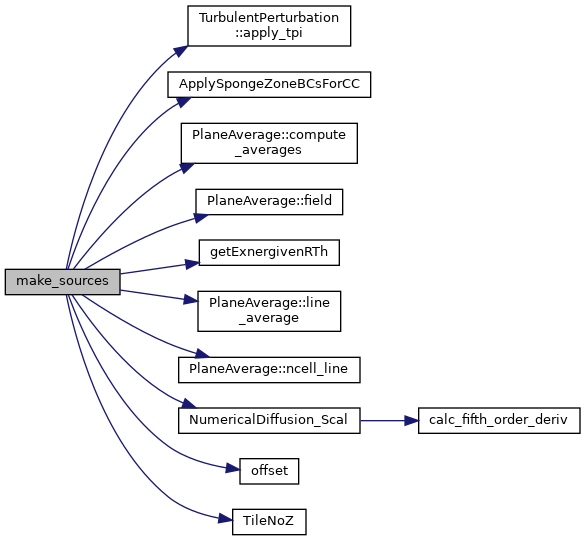 TurbulentPerturbation
::apply_tpi
ApplySpongeZoneBCsForCC
PlaneAverage::compute
_averages
PlaneAverage::field
getExnergivenRTh
make_sources
PlaneAverage::line
_average
PlaneAverage::ncell_line
NumericalDiffusion_Scal
calc_fifth_order_deriv
offset
TileNoZ